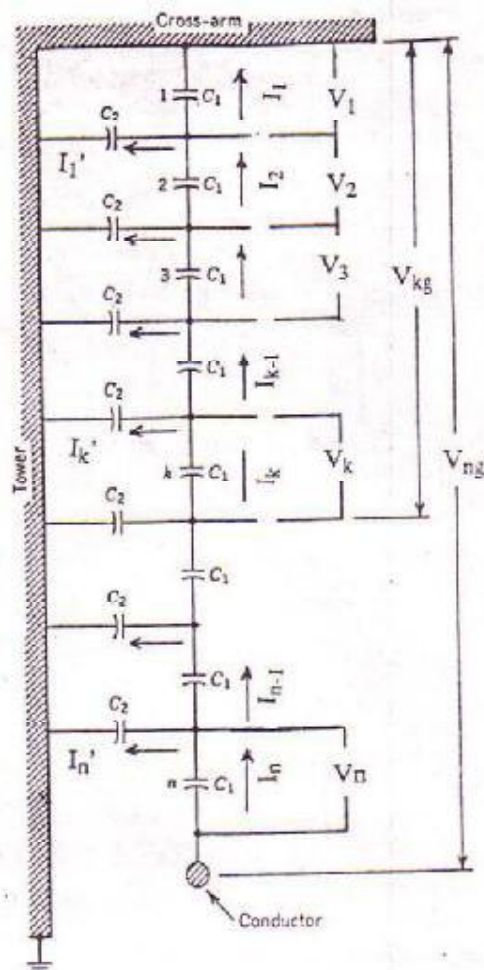 Cross-arm
1 C₁ I₁ V₁
C₂
I₁'
2 C₁ I₂ V₂
C₂
3 C₁ V₃
C₂
C₁ Iₖ₋₁ Vₖg
C₂
Iₖ'
k C₁ Iₖ Vₖ Vₙg
Tower
C₂
C₁
C₂
C₁ Iₙ₋₁
C₂
Iₙ'
n C₁ Iₙ Vn
Conductor